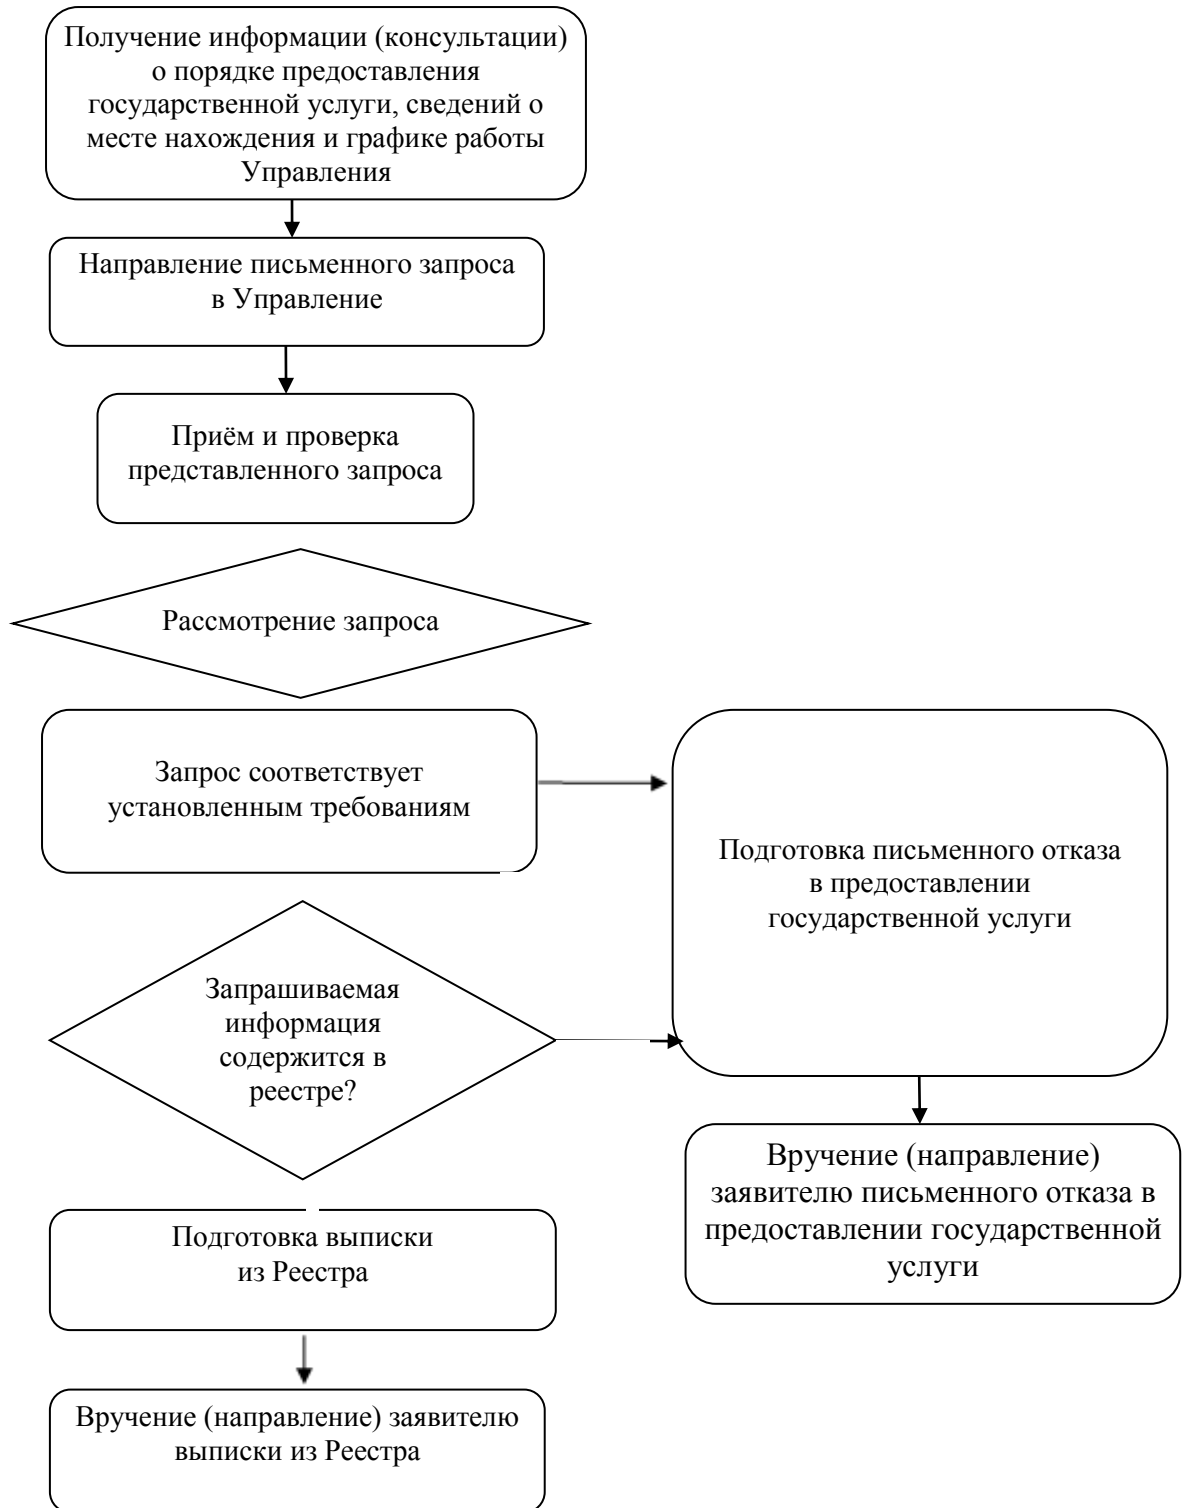 Получение информации (консультации)
о порядке предоставления
государственной услуги, сведений о
месте нахождения и графике работы
Управления
Направление письменного запроса
в Управление
Приём и проверка
представленного запроса
Рассмотрение запроса
Запрос соответствует
установленным требованиям
Подготовка письменного отказа
в предоставлении
государственной услуги
Запрашиваемая
информация
содержится в
реестре?
Вручение (направление)
заявителю письменного отказа в
предоставлении государственной
услуги
Подготовка выписки
из Реестра
Вручение (направление) заявителю
выписки из Реестра